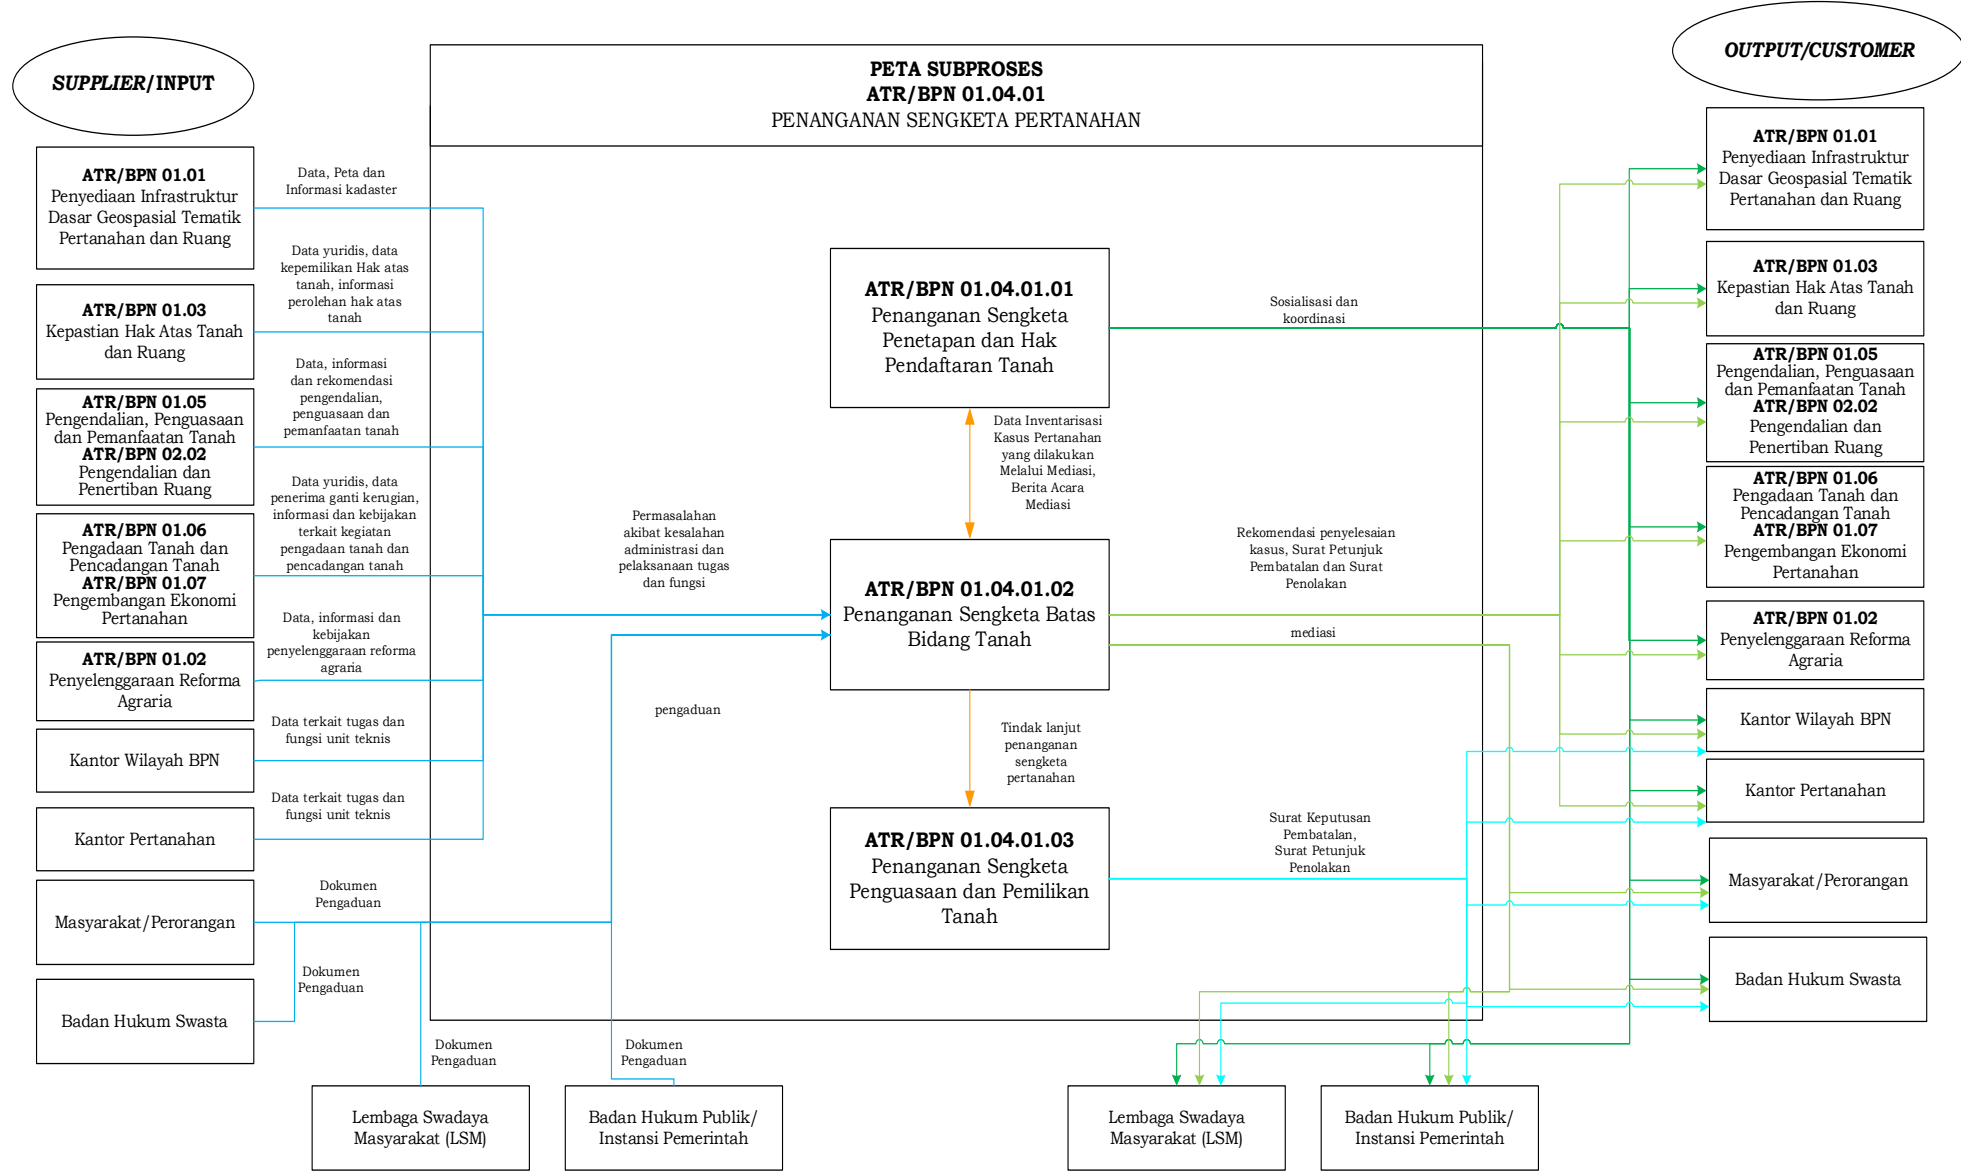 SUPPLIER/INPUT
ATR/BPN 01.01
Penyediaan Infrastruktur
Dasar Geospasial Tematik
Pertanahan dan Ruang
ATR/BPN 01.03
Kepastian Hak Atas Tanah
dan Ruang
ATR/BPN 01.05
Pengendalian, Penguasaan
dan Pemanfaatan Tanah
ATR/BPN 02.02
Pengendalian dan
Penertiban Ruang
ATR/BPN 01.06
Pengadaan Tanah dan
Pencadangan Tanah
ATR/BPN 01.07
Pengembangan Ekonomi
Pertanahan
ATR/BPN 01.02
Penyelenggaraan Reforma
Agraria
Kantor Wilayah BPN
Kantor Pertanahan
Masyarakat/Perorangan
Badan Hukum Swasta
Data, Peta dan
Informasi kadaster
Data yuridis, data
kepemilikan Hak atas
tanah, informasi
perolehan hak atas
tanah
Data, informasi
dan rekomendasi
pengendalian,
penguasaan dan
pemanfaatan tanah
Data yuridis, data
penerima ganti kerugian,
informasi dan kebijakan
terkait kegiatan
pengadaan tanah dan
pencadangan tanah
Data, informasi dan
kebijakan
penyelenggaraan reforma
agraria
Data terkait tugas dan
fungsi unit teknis
Data terkait tugas dan
fungsi unit teknis
Dokumen
Pengaduan
Dokumen
Pengaduan
Dokumen
Pengaduan
Dokumen
Pengaduan
Lembaga Swadaya
Masyarakat (LSM)
Badan Hukum Publik/
Instansi Pemerintah
PETA SUBPROSES
ATR/BPN 01.04.01
PENANGANAN SENGKETA PERTANAHAN
Permasalahan
akibat kesalahan
administrasi dan
pelaksanaan tugas
dan fungsi
pengaduan
ATR/BPN 01.04.01.01
Penanganan Sengketa
Penetapan dan Hak
Pendaftaran Tanah
Data Inventarisasi
Kasus Pertanahan
yang dilakukan
Melalui Mediasi,
Berita Acara
Mediasi
ATR/BPN 01.04.01.02
Penanganan Sengketa Batas
Bidang Tanah
Tindak lanjut
penanganan
sengketa
pertanahan
ATR/BPN 01.04.01.03
Penanganan Sengketa
Penguasaan dan Pemilikan
Tanah
Sosialisasi dan
koordinasi
Rekomendasi penyelesaian
kasus, Surat Petunjuk
Pembatalan dan Surat
Penolakan
mediasi
Surat Keputusan
Pembatalan,
Surat Petunjuk
Penolakan
Lembaga Swadaya
Masyarakat (LSM)
Badan Hukum Publik/
Instansi Pemerintah
OUTPUT/CUSTOMER
ATR/BPN 01.01
Penyediaan Infrastruktur
Dasar Geospasial Tematik
Pertanahan dan Ruang
ATR/BPN 01.03
Kepastian Hak Atas Tanah
dan Ruang
ATR/BPN 01.05
Pengendalian, Penguasaan
dan Pemanfaatan Tanah
ATR/BPN 02.02
Pengendalian dan
Penertiban Ruang
ATR/BPN 01.06
Pengadaan Tanah dan
Pencadangan Tanah
ATR/BPN 01.07
Pengembangan Ekonomi
Pertanahan
ATR/BPN 01.02
Penyelenggaraan Reforma
Agraria
Kantor Wilayah BPN
Kantor Pertanahan
Masyarakat/Perorangan
Badan Hukum Swasta